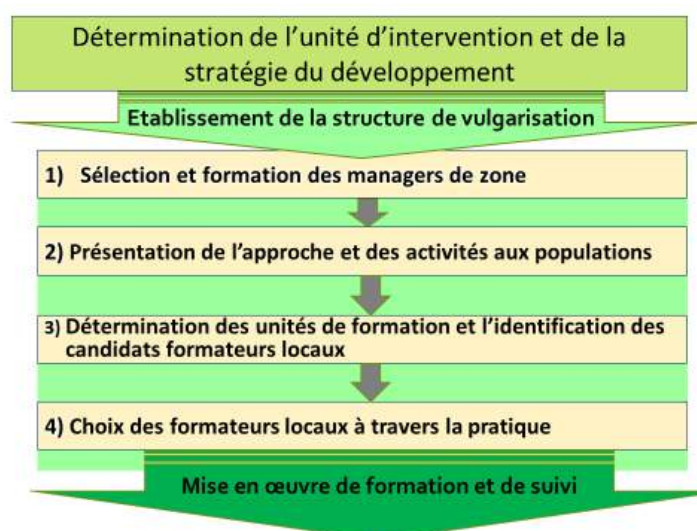 Détermination de l'unité d'intervention et de la
stratégie du développement
Etablissement de la structure de vulgarisation
1) Sélection et formation des managers de zone
2) Présentation de l'approche et des activités aux populations
3) Détermination des unités de formation et l'identification des
candidats formateurs locaux
4) Choix des formateurs locaux à travers la pratique
Mise en œuvre de formation et de suivi